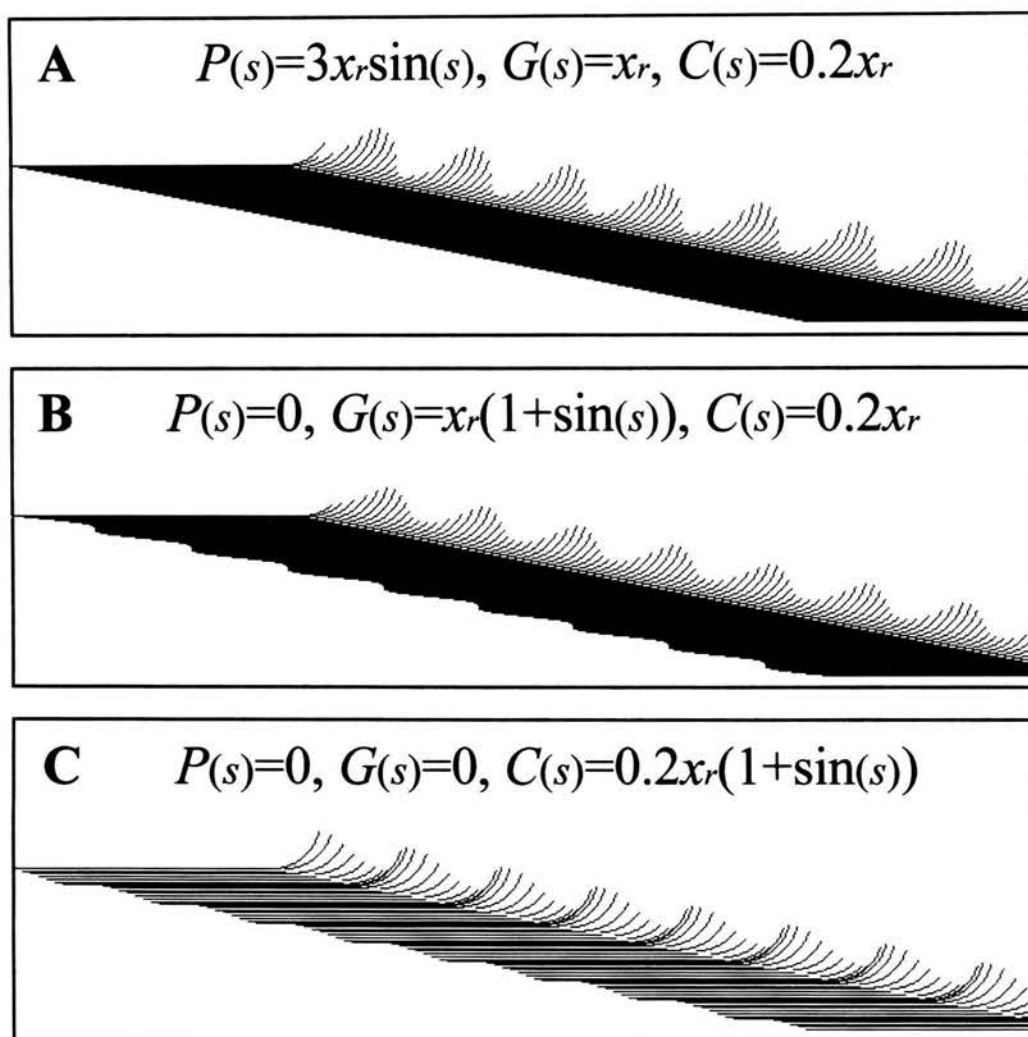 A P(s)=3xrsin(s), G(s)=xr, C(s)=0.2xr
B P(s)=0, G(s)=xr(1+sin(s)), C(s)=0.2xr
C P(s)=0, G(s)=0, C(s)=0.2xr(1+sin(s))